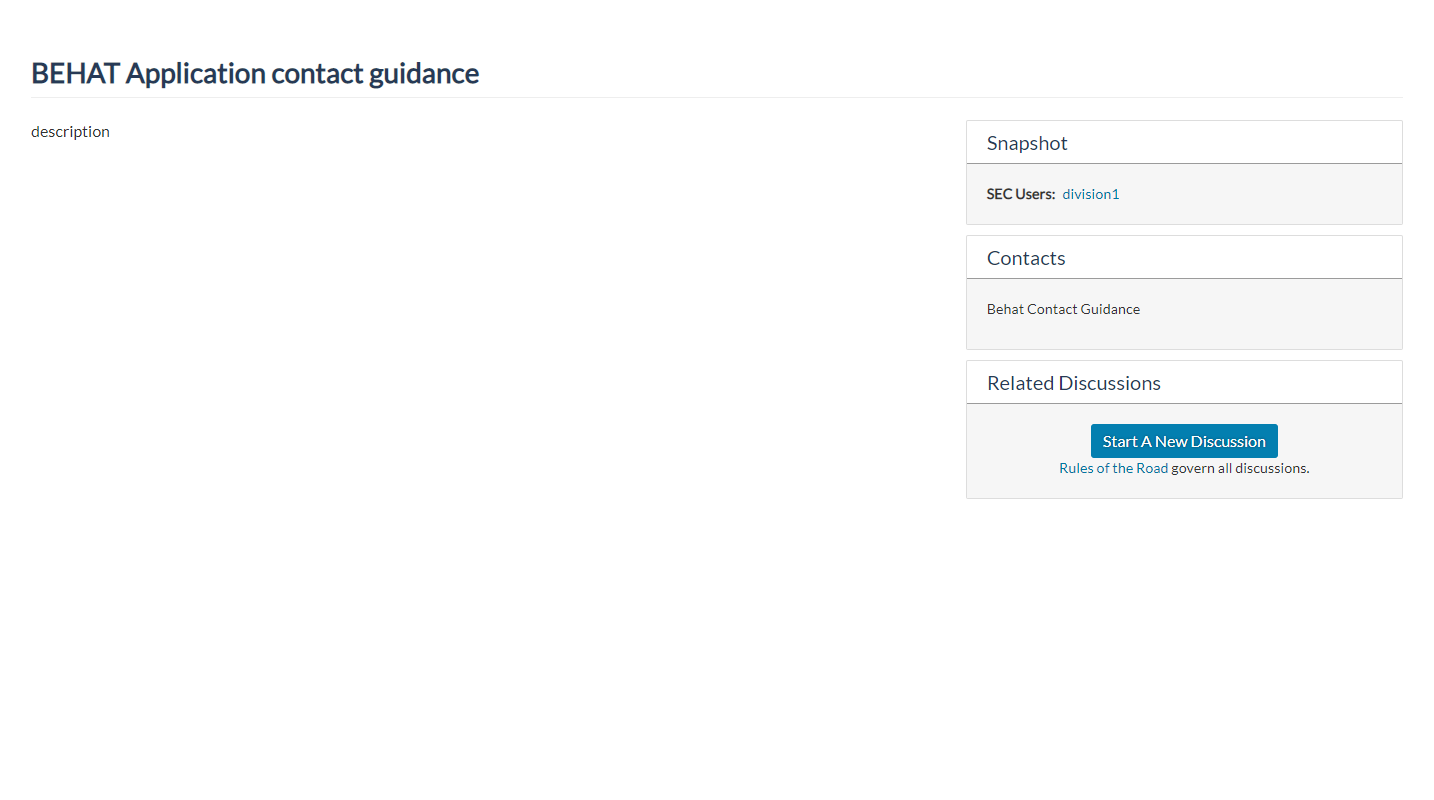 BEHAT Application contact guidance
description
Snapshot
SEC Users: division1
Contacts
Behat Contact Guidance
Related Discussions
Start A New Discussion
Rules of the Road govern all discussions.